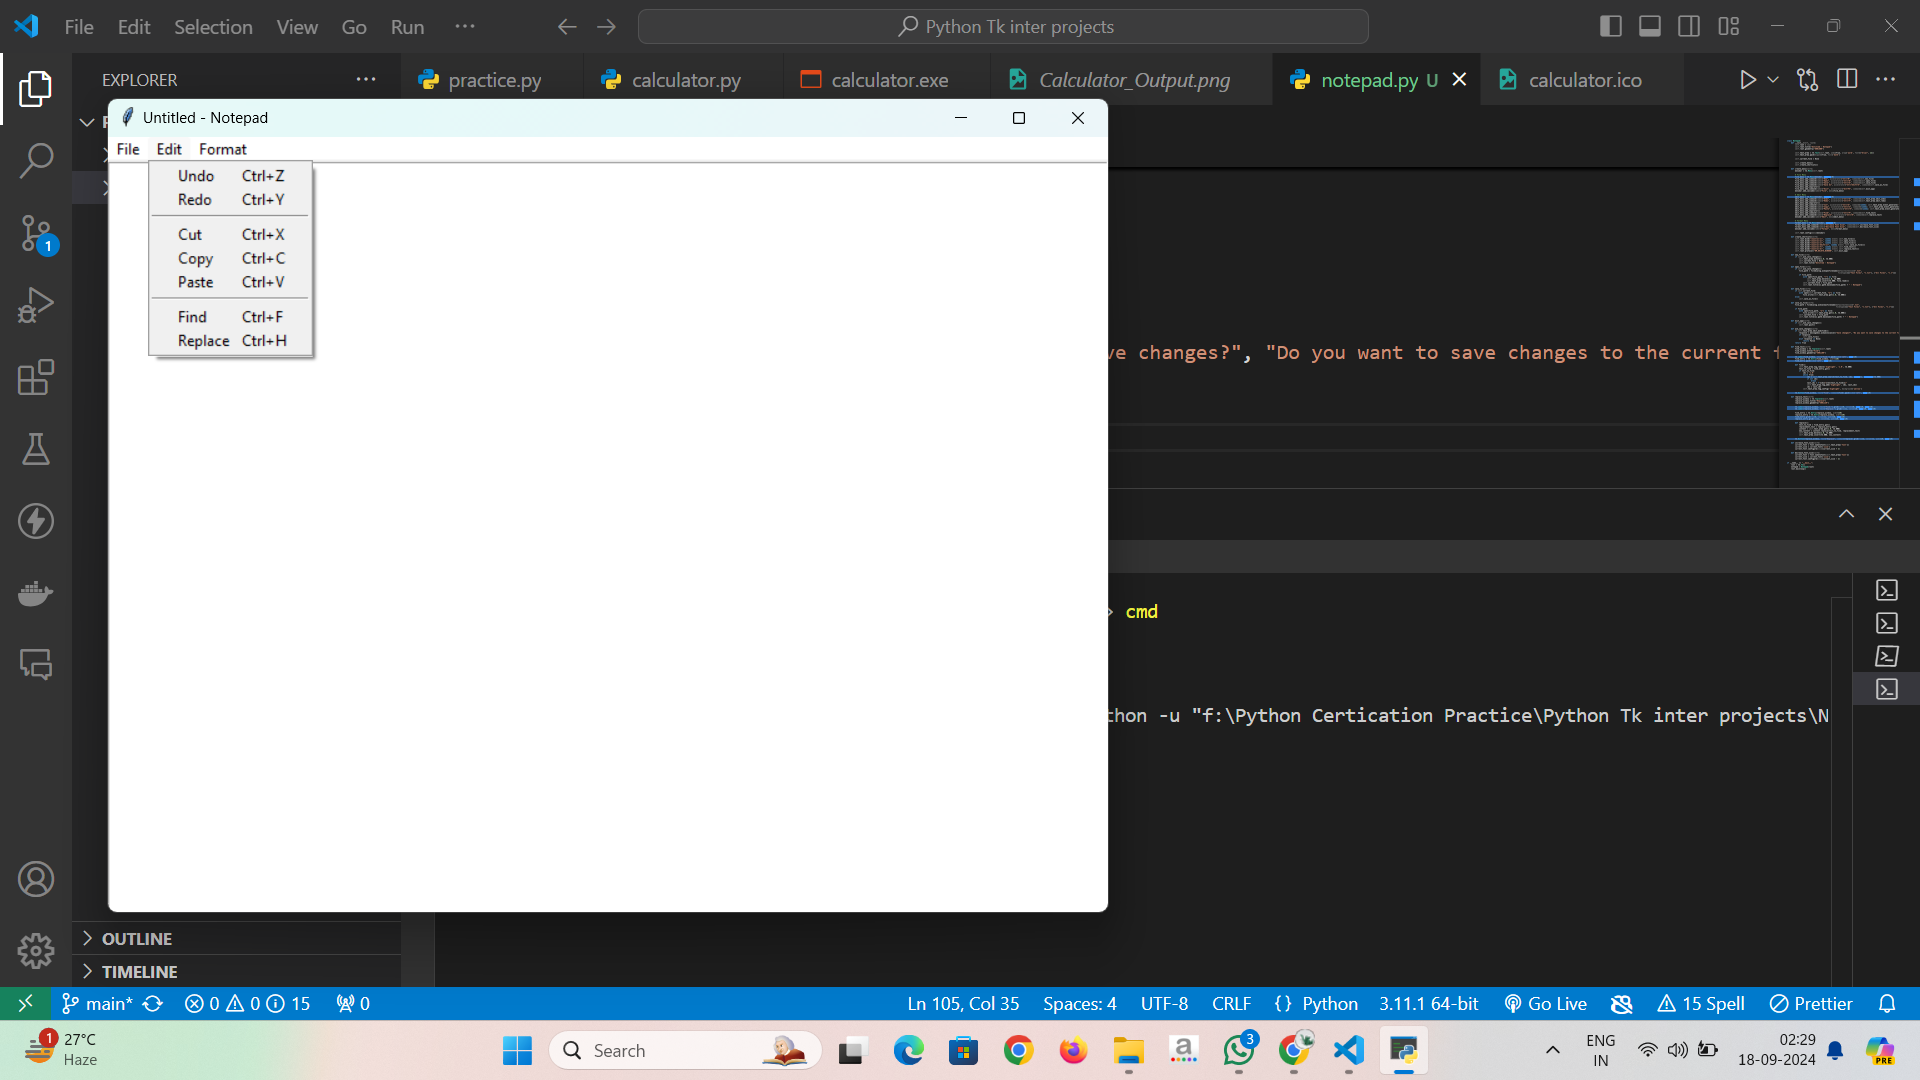 File Edit Selection View Go Run ···
Python Tk inter projects
EXPLORER ···
practice.py
calculator.py
calculator.exe
Calculator_Output.png
notepad.py U
calculator.ico
Untitled - Notepad
File Edit Format
Undo Ctrl+Z
Redo Ctrl+Y
Cut Ctrl+X
Copy Ctrl+C
Paste Ctrl+V
Find Ctrl+F
Replace Ctrl+H
ve changes?", "Do you want to save changes to the current
1
> cmd
thon -u "f:\Python Certication Practice\Python Tk inter projects\N
OUTLINE
TIMELINE
main* 0 0 15 0
Ln 105, Col 35 Spaces: 4 UTF-8 CRLF {} Python 3.11.1 64-bit Go Live 15 Spell Prettier
1 27°C
Haze
Search
a
3
ENG
IN
02:29
18-09-2024
PRE